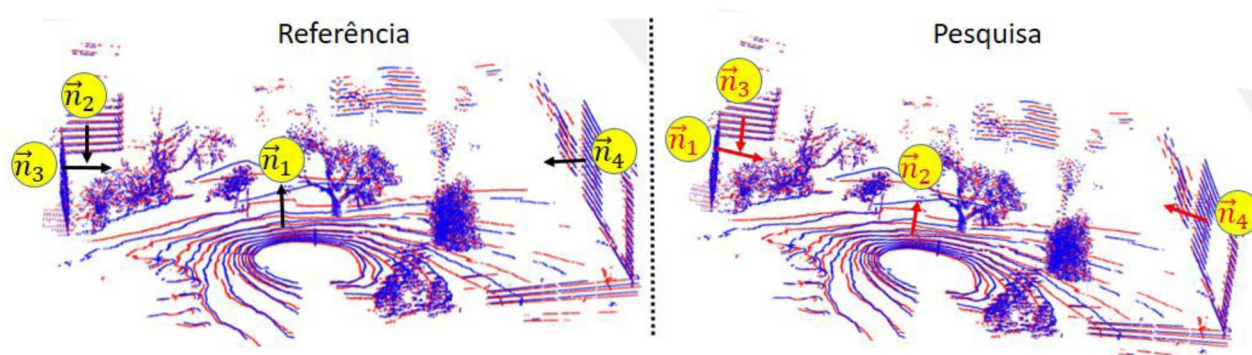 Referência
Pesquisa
n⃗₂
n⃗₃
n⃗₁
n⃗₄
n⃗₃
n⃗₁
n⃗₂
n⃗₄